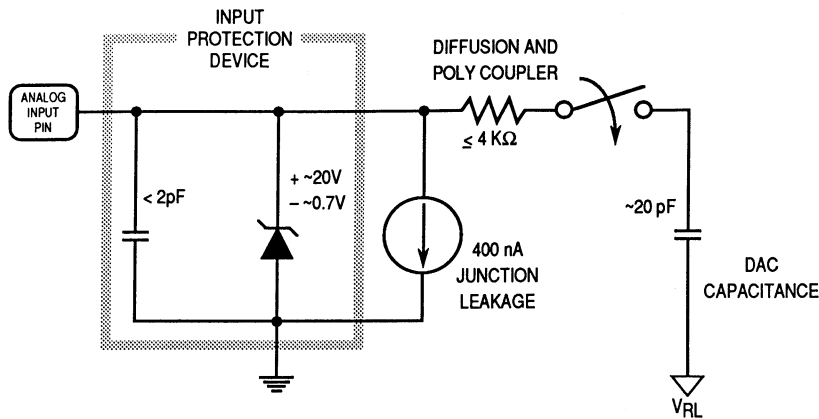 INPUT
PROTECTION
DEVICE
DIFFUSION AND
POLY COUPLER
ANALOG
INPUT
PIN
≤ 4 KΩ
+ ~20V
– ~0.7V
< 2pF
~20 pF
400 nA
JUNCTION
LEAKAGE
DAC
CAPACITANCE
VRL